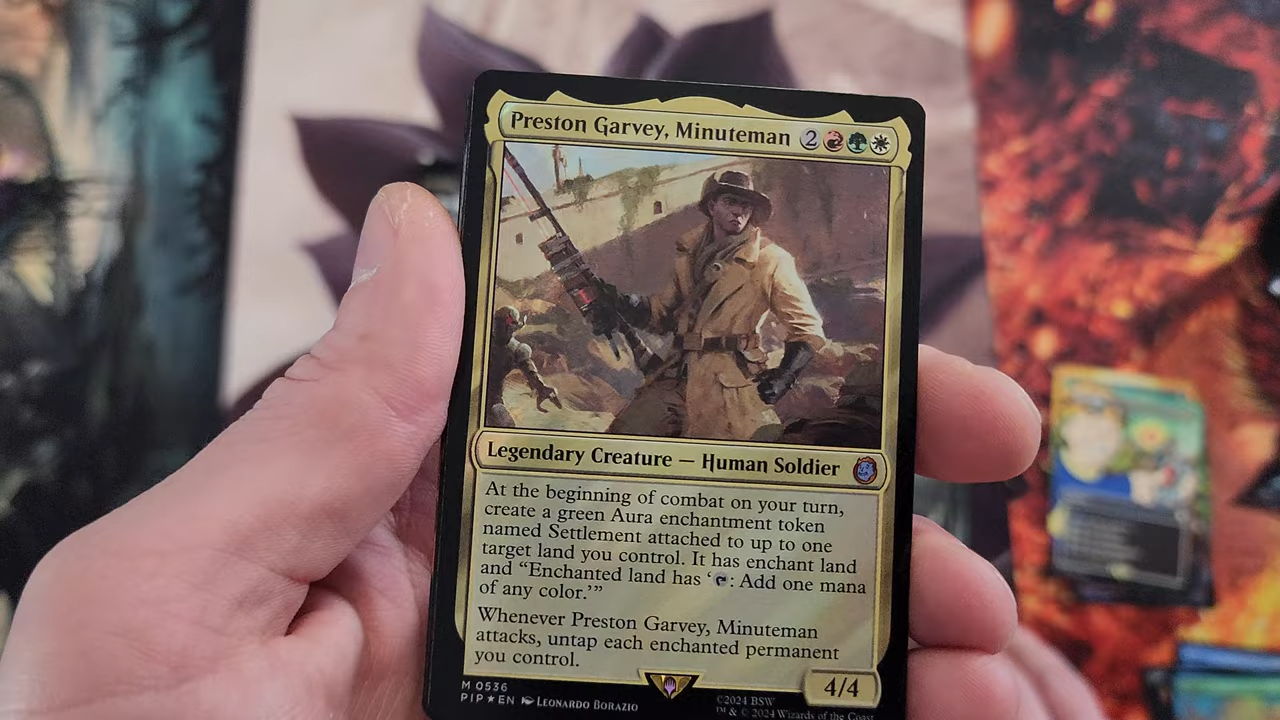 Preston Garvey, Minuteman 2
Legendary Creature — Human Soldier
At the beginning of combat on your turn,
create a green Aura enchantment token
named Settlement attached to up to one
target land you control. It has enchant land
and “Enchanted land has ‘: Add one mana
of any color.’”
Whenever Preston Garvey, Minuteman
attacks, untap each enchanted permanent
you control.
4/4
M 0536
PIP★EN LEONARDO BORAZIO
©2024 BSW
™ & © 2024 Wizards of the Coast